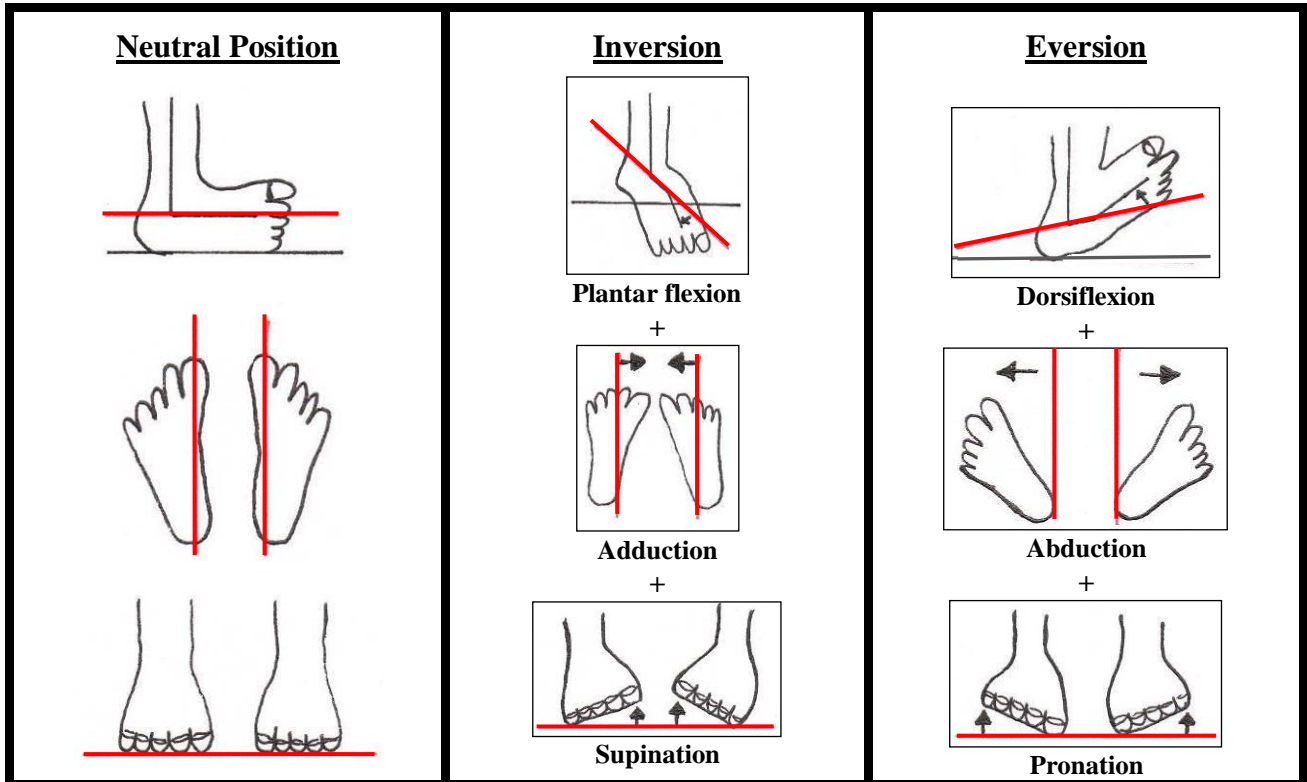 Neutral Position
Inversion
Plantar flexion
+
Adduction
+
Supination
Eversion
Dorsiflexion
+
Abduction
+
Pronation